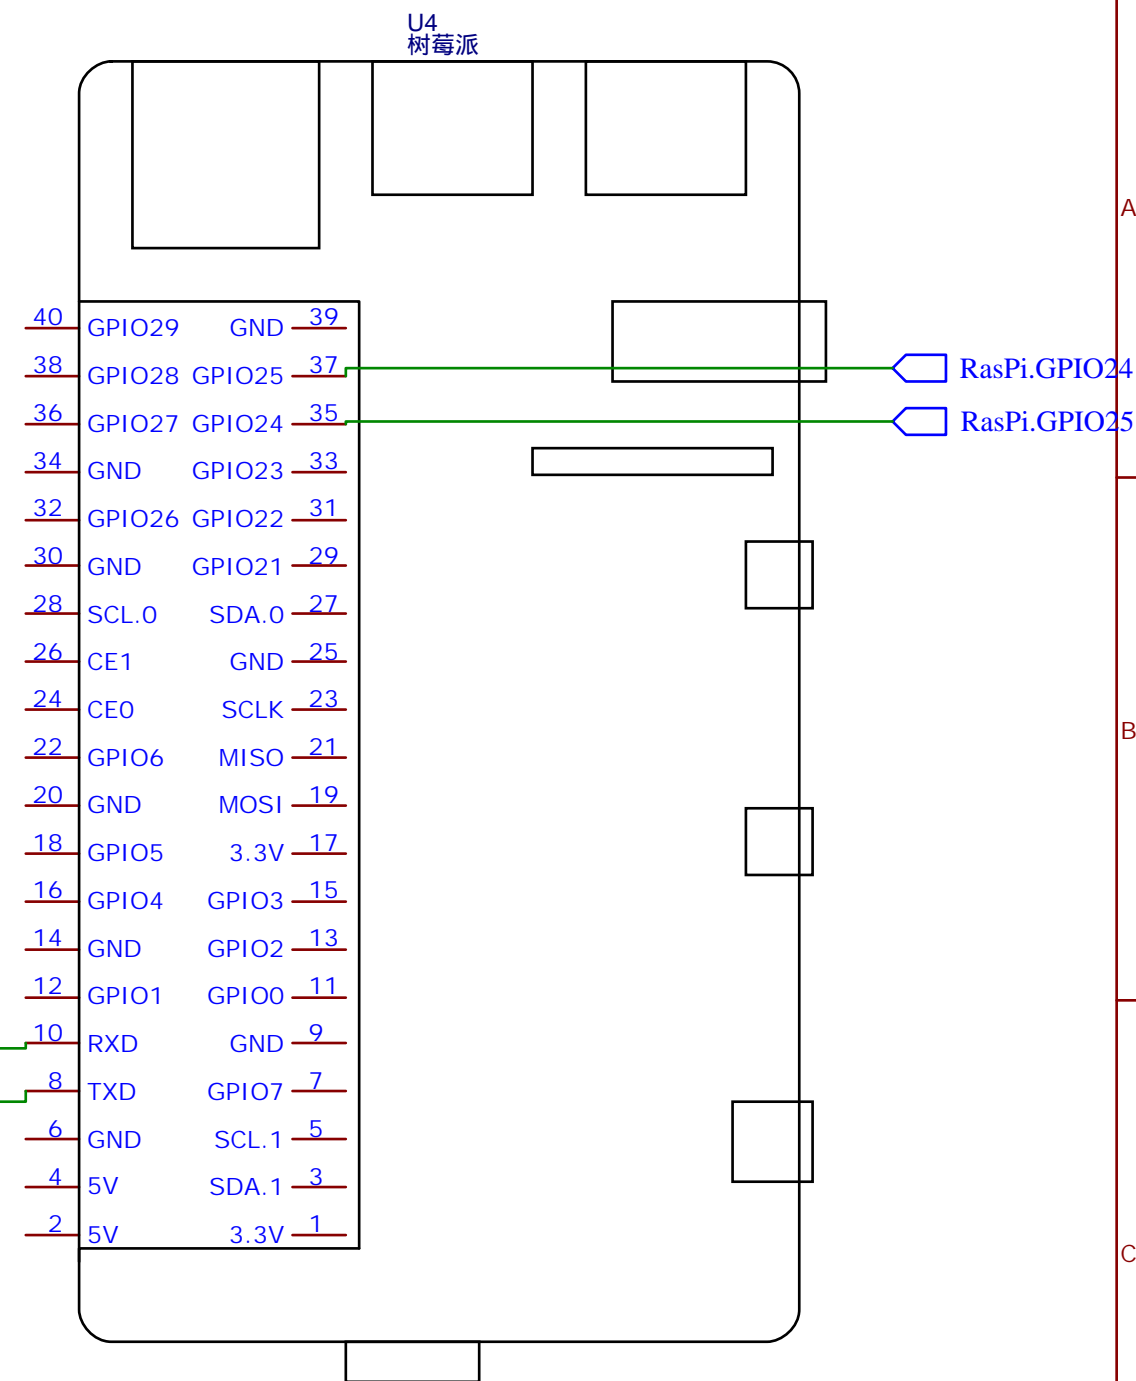 U4
树莓派
A
40 GPIO29 GND 39
38 GPIO28 GPIO25 37 RasPi.GPIO24
36 GPIO27 GPIO24 35 RasPi.GPIO25
34 GND GPIO23 33
32 GPIO26 GPIO22 31
30 GND GPIO21 29
28 SCL.0 SDA.0 27
26 CE1 GND 25
24 CE0 SCLK 23
22 GPIO6 MISO 21
B
20 GND MOSI 19
18 GPIO5 3.3V 17
16 GPIO4 GPIO3 15
14 GND GPIO2 13
12 GPIO1 GPIO0 11
10 RXD GND 9
8 TXD GPIO7 7
6 GND SCL.1 5
4 5V SDA.1 3
2 5V 3.3V 1
C